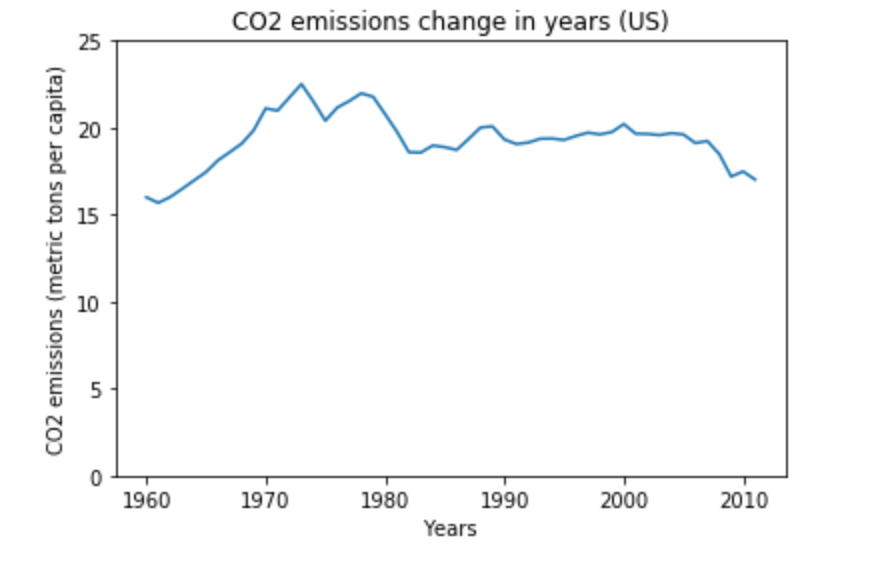 CO2 emissions change in years (US)
CO2 emissions (metric tons per capita)
25
20
15
10
5
0
1960 1970 1980 1990 2000 2010
Years